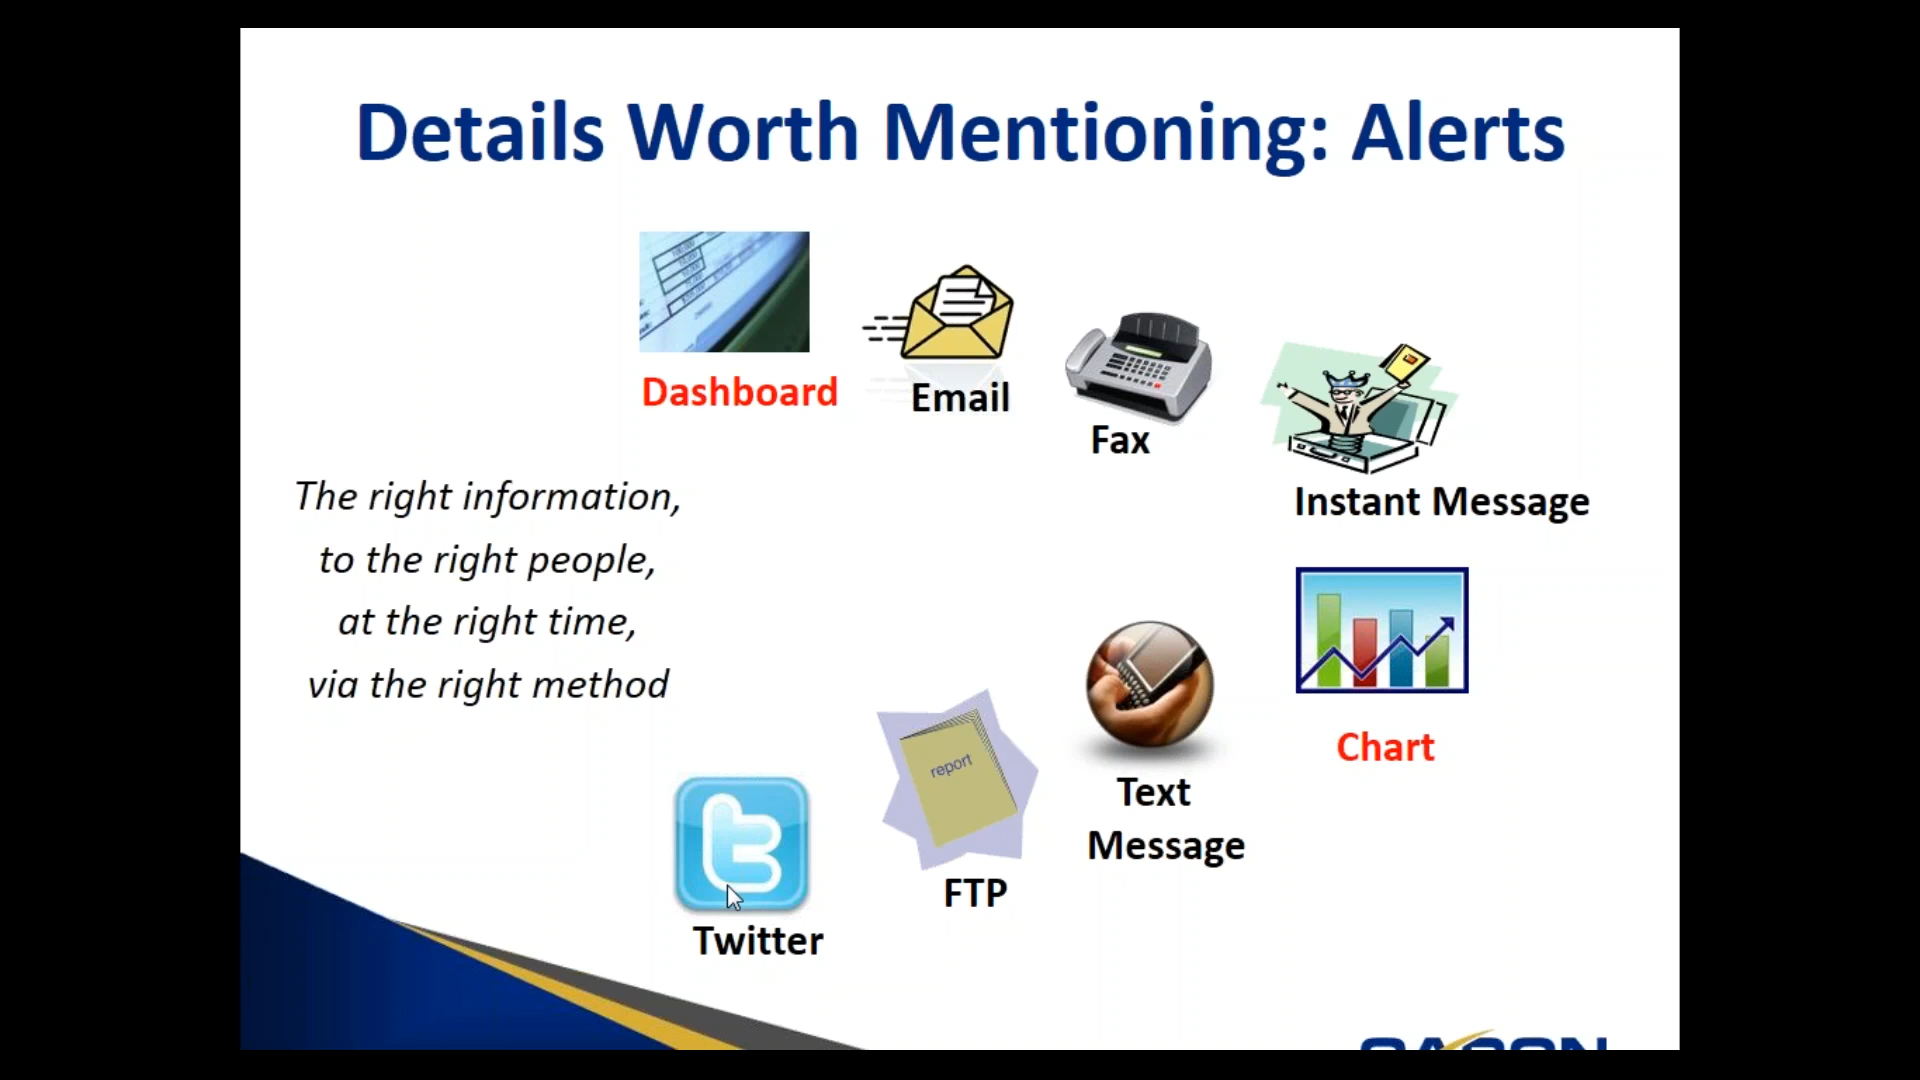 Details Worth Mentioning: Alerts
Dashboard
Email
Fax
Instant Message
The right information,
to the right people,
at the right time,
via the right method
Chart
report
Text
Message
FTP
Twitter